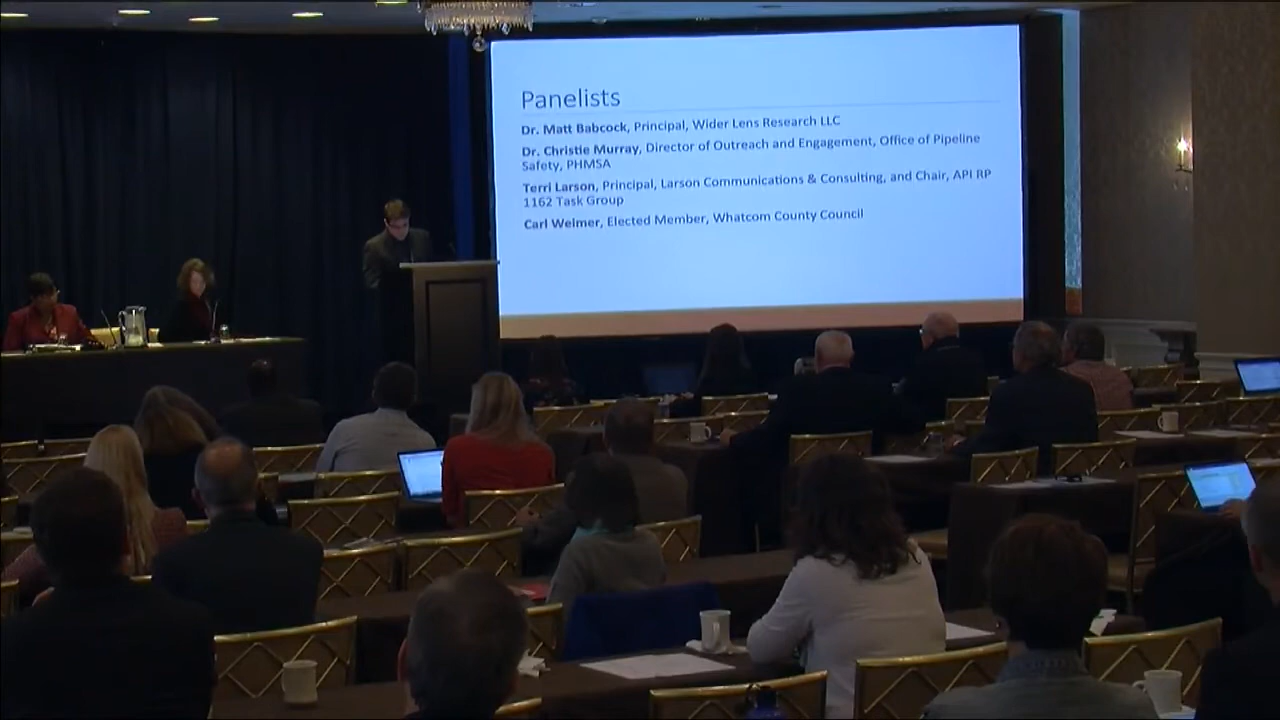 Panelists
Dr. Matt Babcock, Principal, Wider Lens Research LLC
Dr. Christie Murray, Director of Outreach and Engagement, Office of Pipeline
Safety, PHMSA
Terri Larson, Principal, Larson Communications & Consulting, and Chair, API RP
1162 Task Group
Carl Weimer, Elected Member, Whatcom County Council